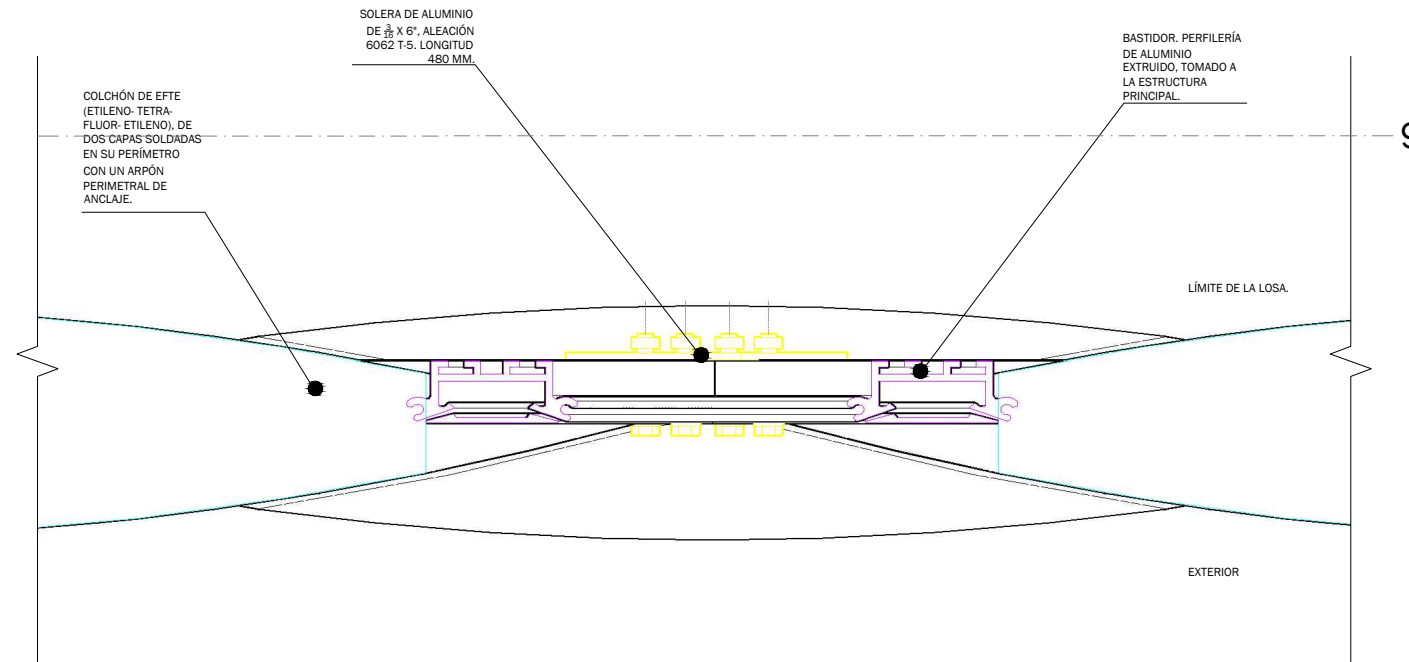 SOLERA DE ALUMINIO
DE 3/16 X 6", ALEACIÓN
6062 T-5. LONGITUD
480 MM.
BASTIDOR. PERFILERÍA
DE ALUMINIO
EXTRUIDO, TOMADO A
LA ESTRUCTURA
PRINCIPAL.
COLCHÓN DE EFTE
(ETILENO- TETRA-
FLUOR- ETILENO), DE
DOS CAPAS SOLDADAS
EN SU PERÍMETRO
CON UN ARPÓN
PERIMETRAL DE
ANCLAJE.
LÍMITE DE LA LOSA.
EXTERIOR